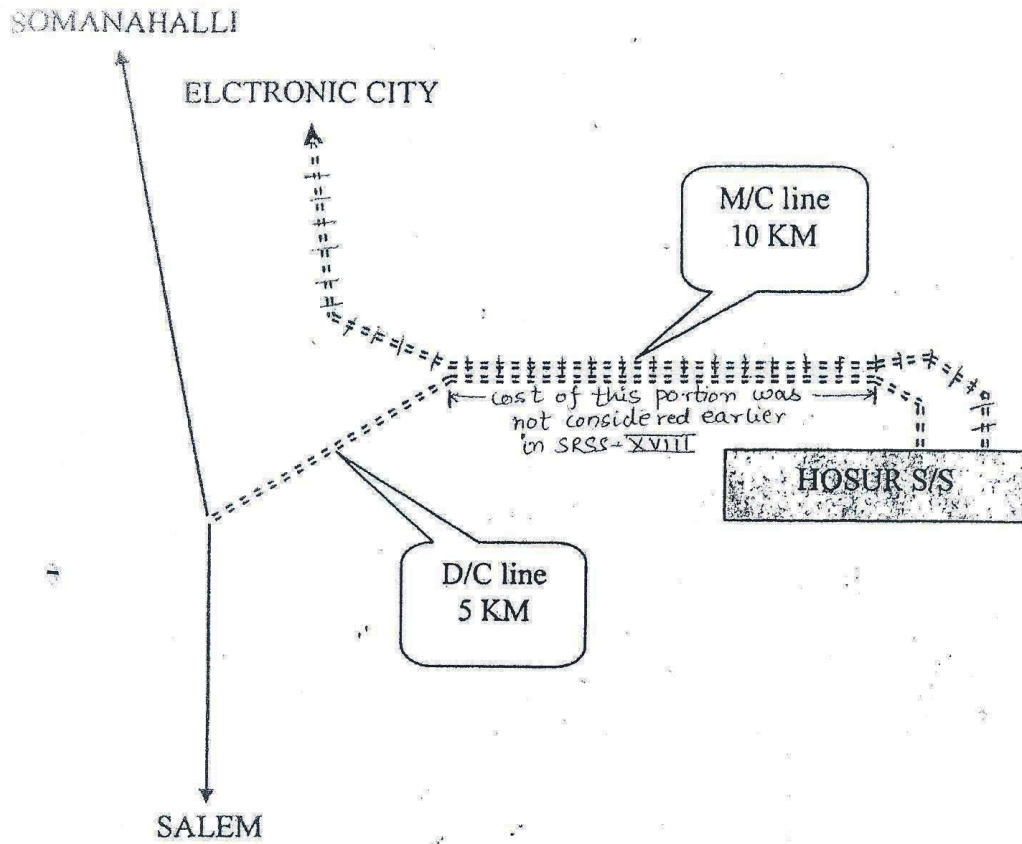 SOMANAHALLI
ELCTRONIC CITY
M/C line
10 KM
cost of this portion was
not considered earlier
in SRSS-XVIII
HOSUR S/S
D/C line
5 KM
SALEM